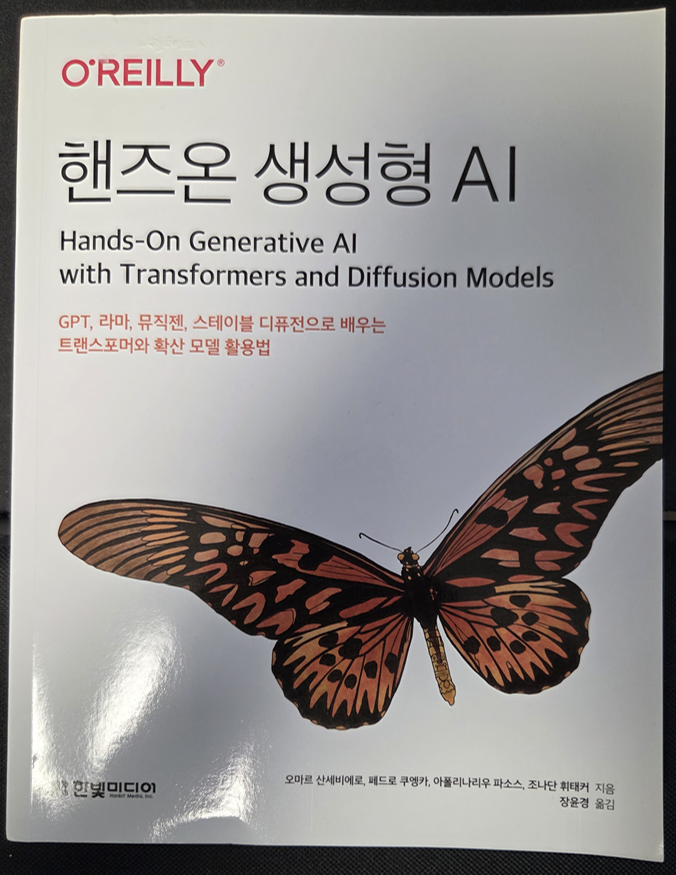 O'REILLY®
핸즈온 생성형 AI
Hands-On Generative AI
with Transformers and Diffusion Models
GPT, 라마, 뮤직젠, 스테이블 디퓨전으로 배우는
트랜스포머와 확산 모델 활용법
오마르 산세비에로, 페드로 쿠엥카, 아폴리나리우 파소스, 조나단 휘태커 지음
장윤경 옮김
한빛미디어
Hanbit Media, Inc.